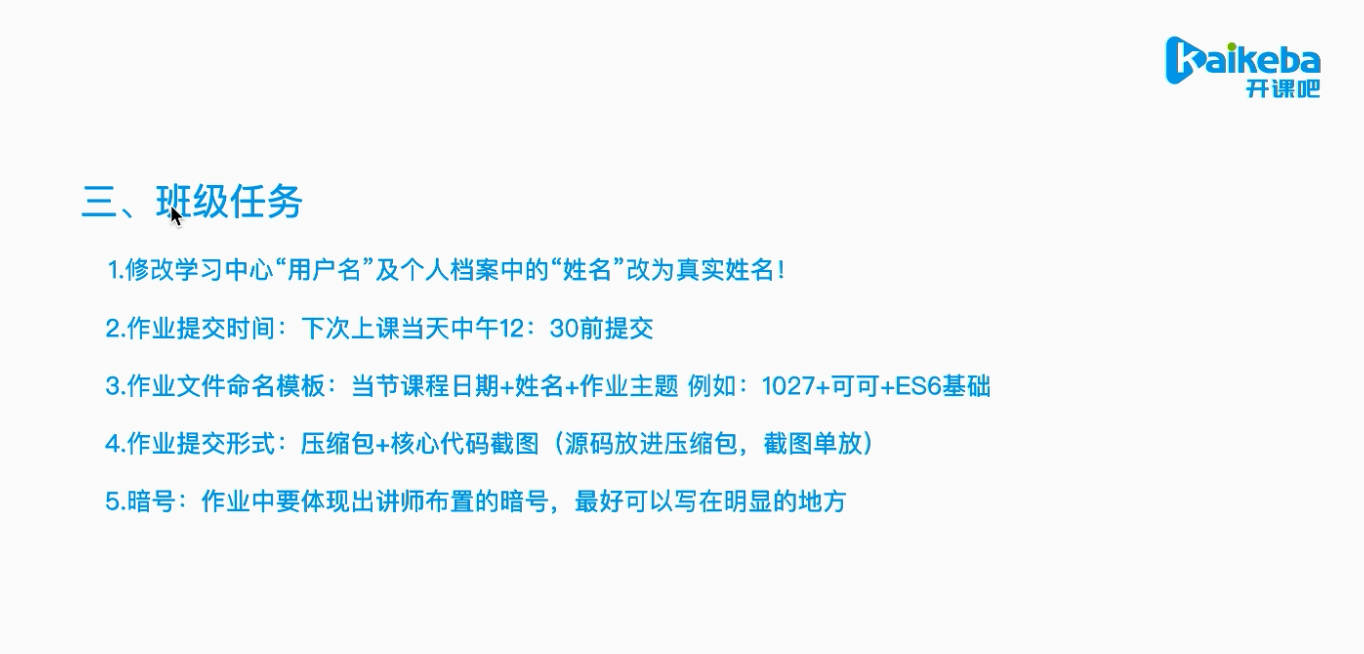 kaikeba
开课吧
三、班级任务
1.修改学习中心“用户名”及个人档案中的“姓名”改为真实姓名！
2.作业提交时间：下次上课当天中午12：30前提交
3.作业文件命名模板：当节课程日期+姓名+作业主题 例如：1027+可可+ES6基础
4.作业提交形式：压缩包+核心代码截图（源码放进压缩包，截图单放）
5.暗号：作业中要体现出讲师布置的暗号，最好可以写在明显的地方